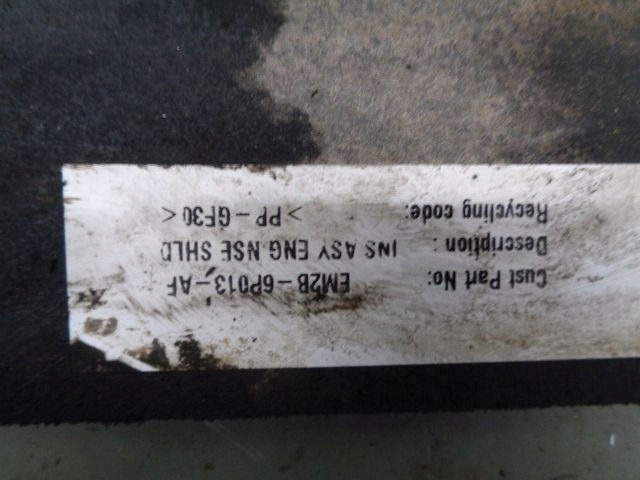 Cust Part No: EM2B-6P013-AF
Description : INS ASY ENG NSE SHLD
Recycling code: >PP-GF30<